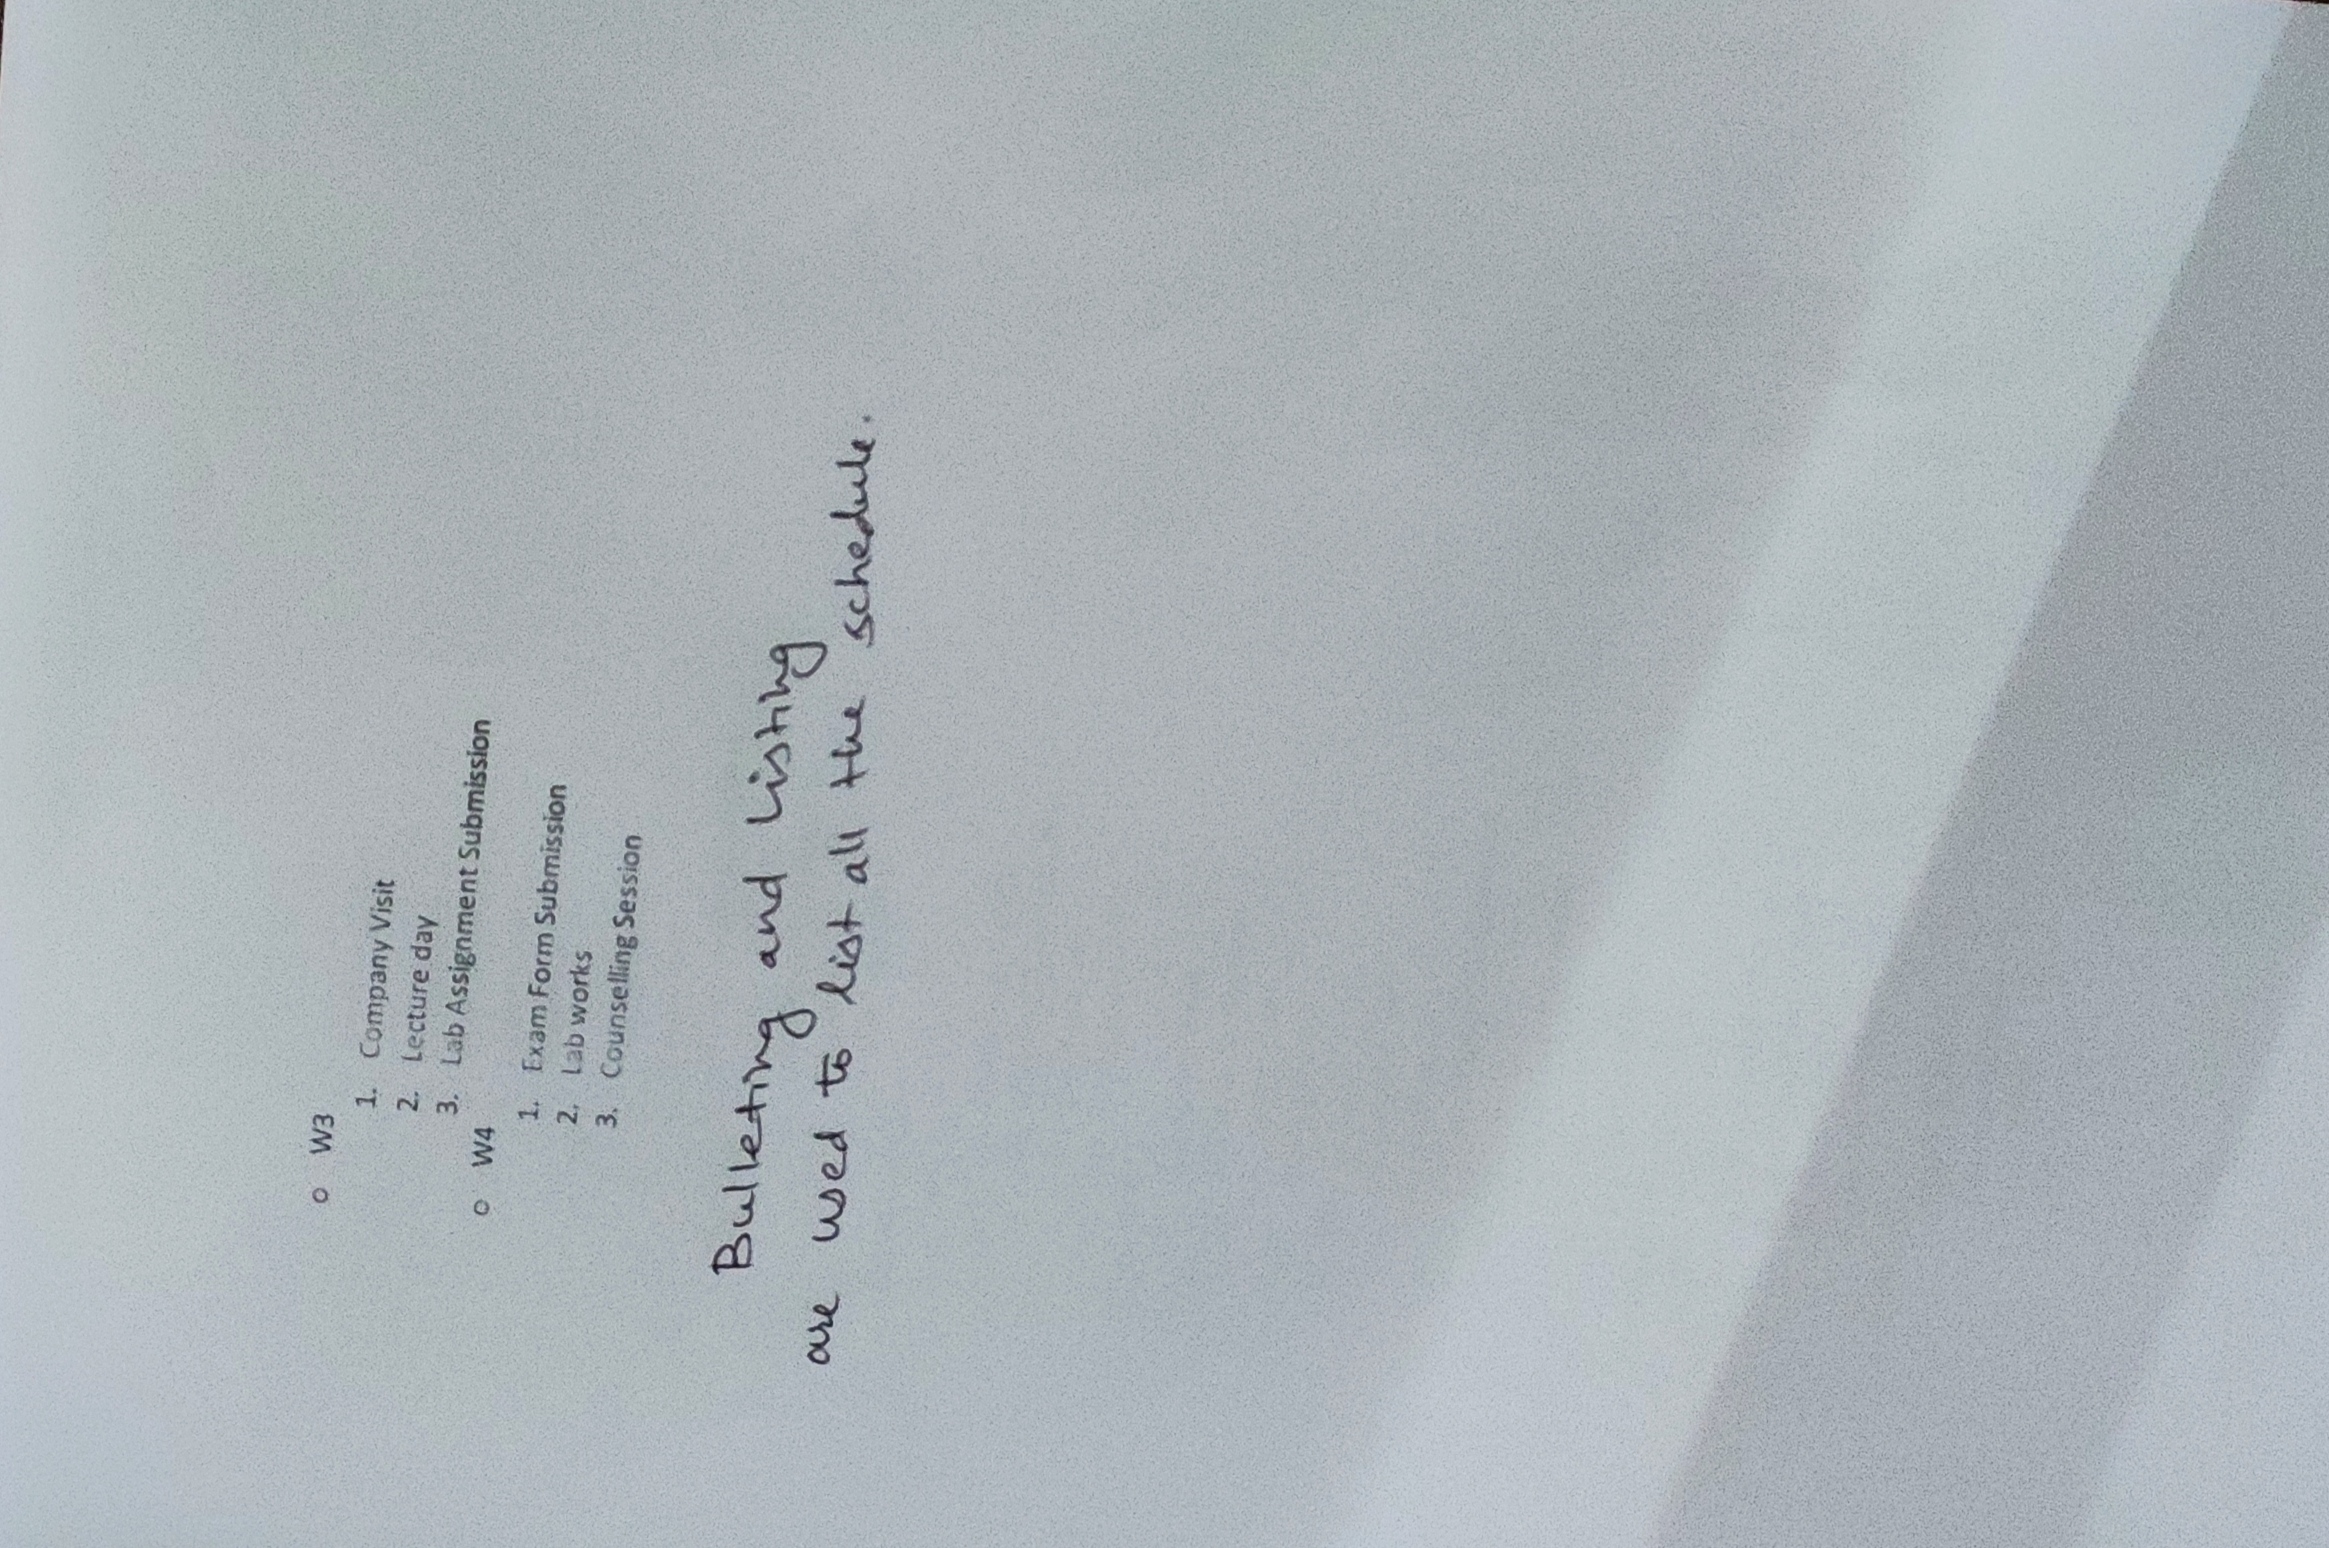 ○ W3
1. Company Visit
2. Lecture day
3. Lab Assignment Submission
○ W4
1. Exam Form Submission
2. Lab works
3. Counselling Session
Bulleting and Listing
are used to list all the schedule.